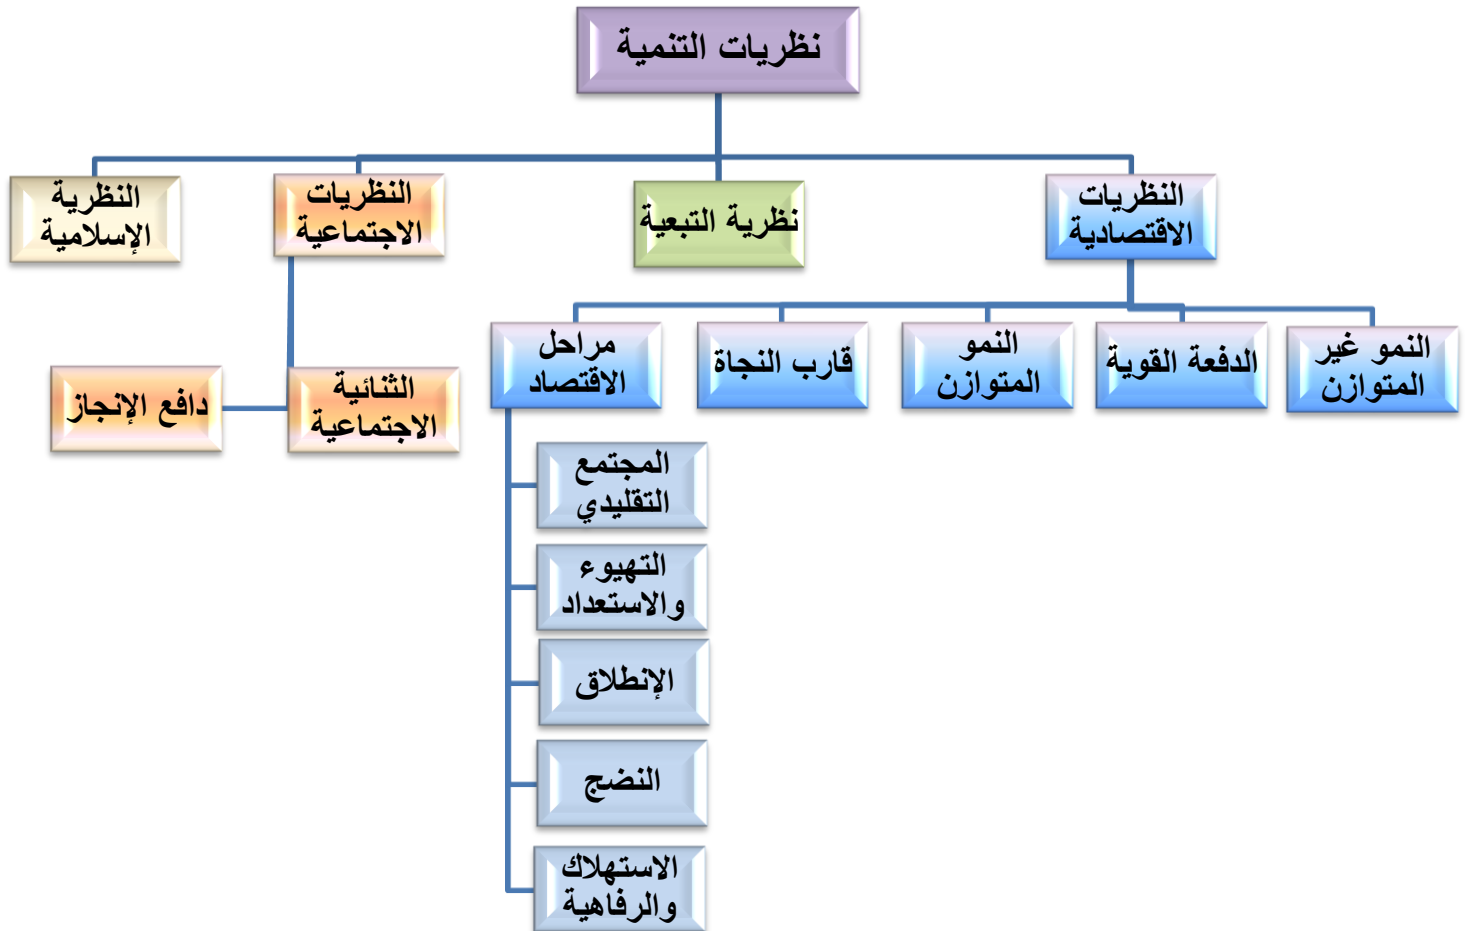 نظريات التنمية
النظريات
الاقتصادية
نظرية التبعية
النظريات
الاجتماعية
النظرية
الإسلامية
النمو غير
المتوازن
الدفعة القوية
النمو
المتوازن
قارب النجاة
مراحل
الاقتصاد
الثنائية
الاجتماعية
دافع الإنجاز
المجتمع
التقليدي
التهيوء
والاستعداد
الإنطلاق
النضج
الاستهلاك
والرفاهية